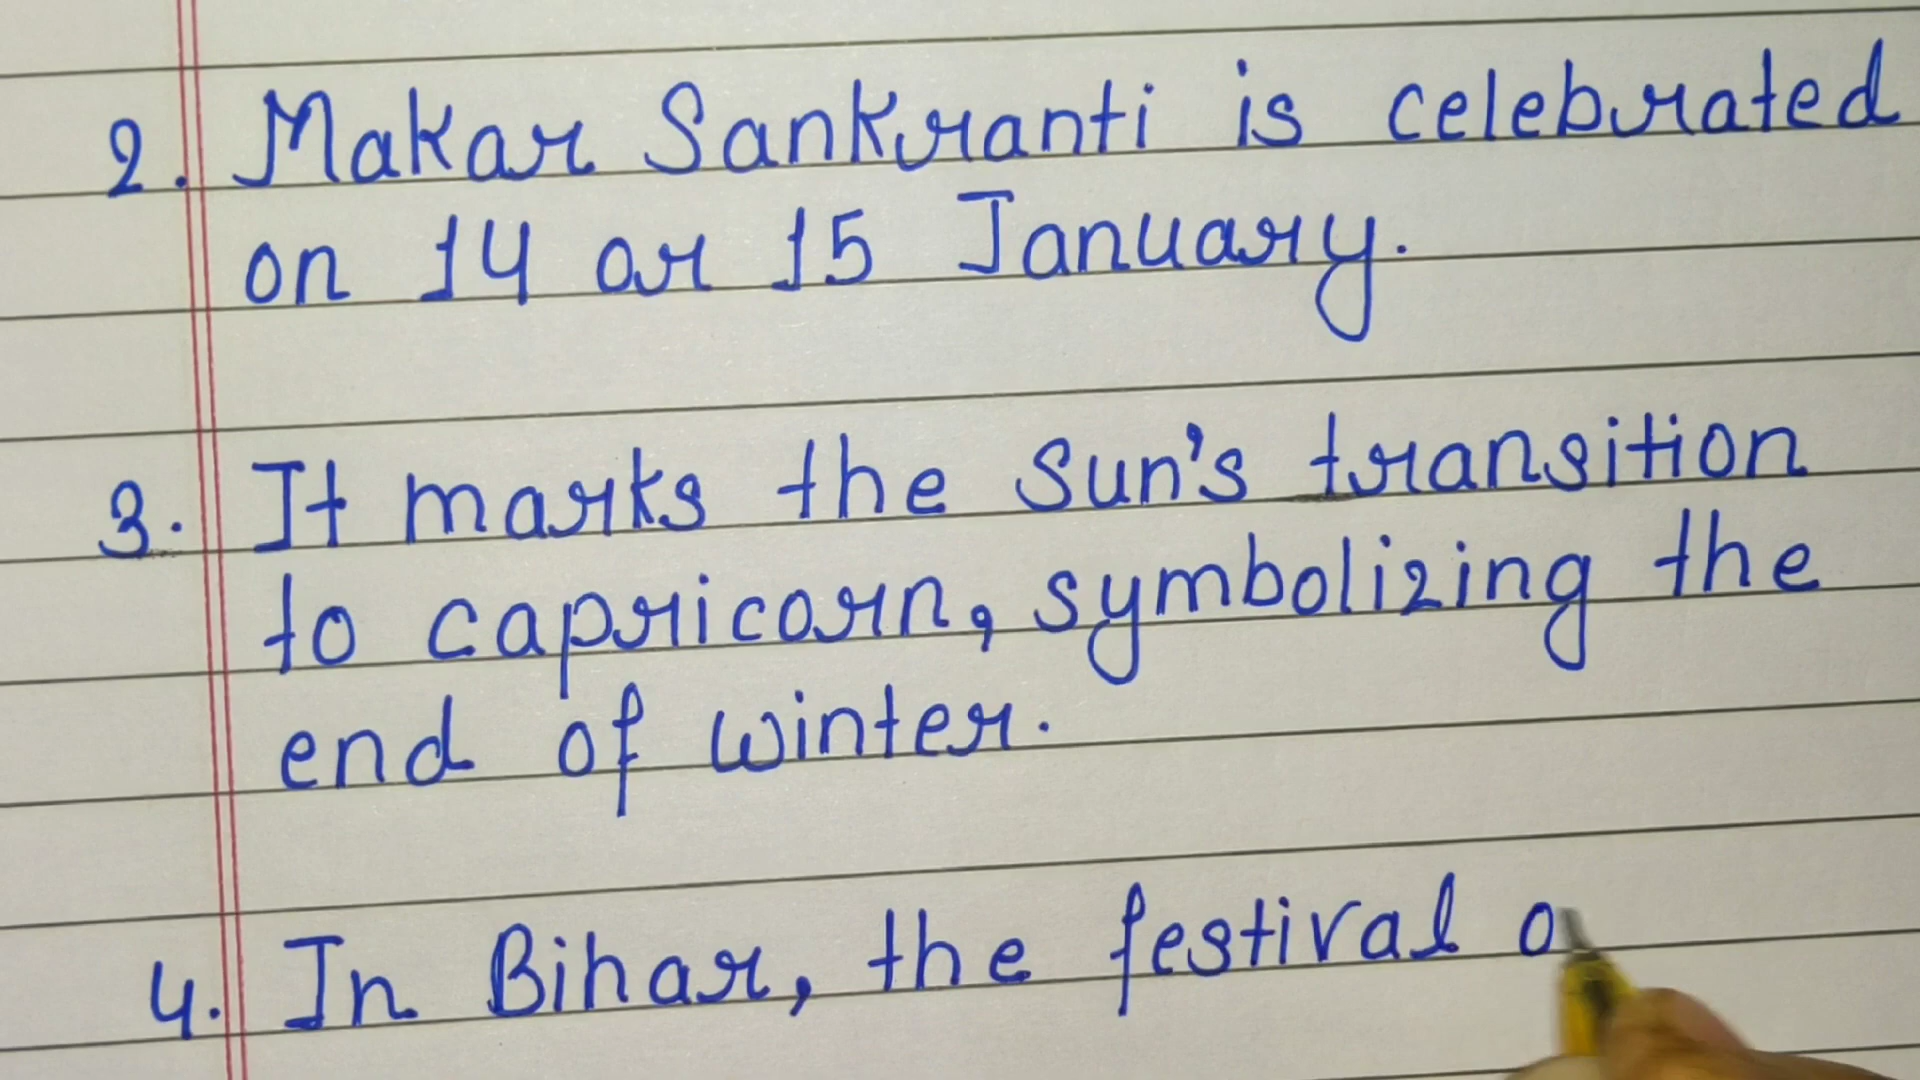 2. Makar Sankranti is celebrated
on 14 or 15 January.
3. It marks the Sun's transition
to capricorn, symbolizing the
end of winter.
4. In Bihar, the festival o